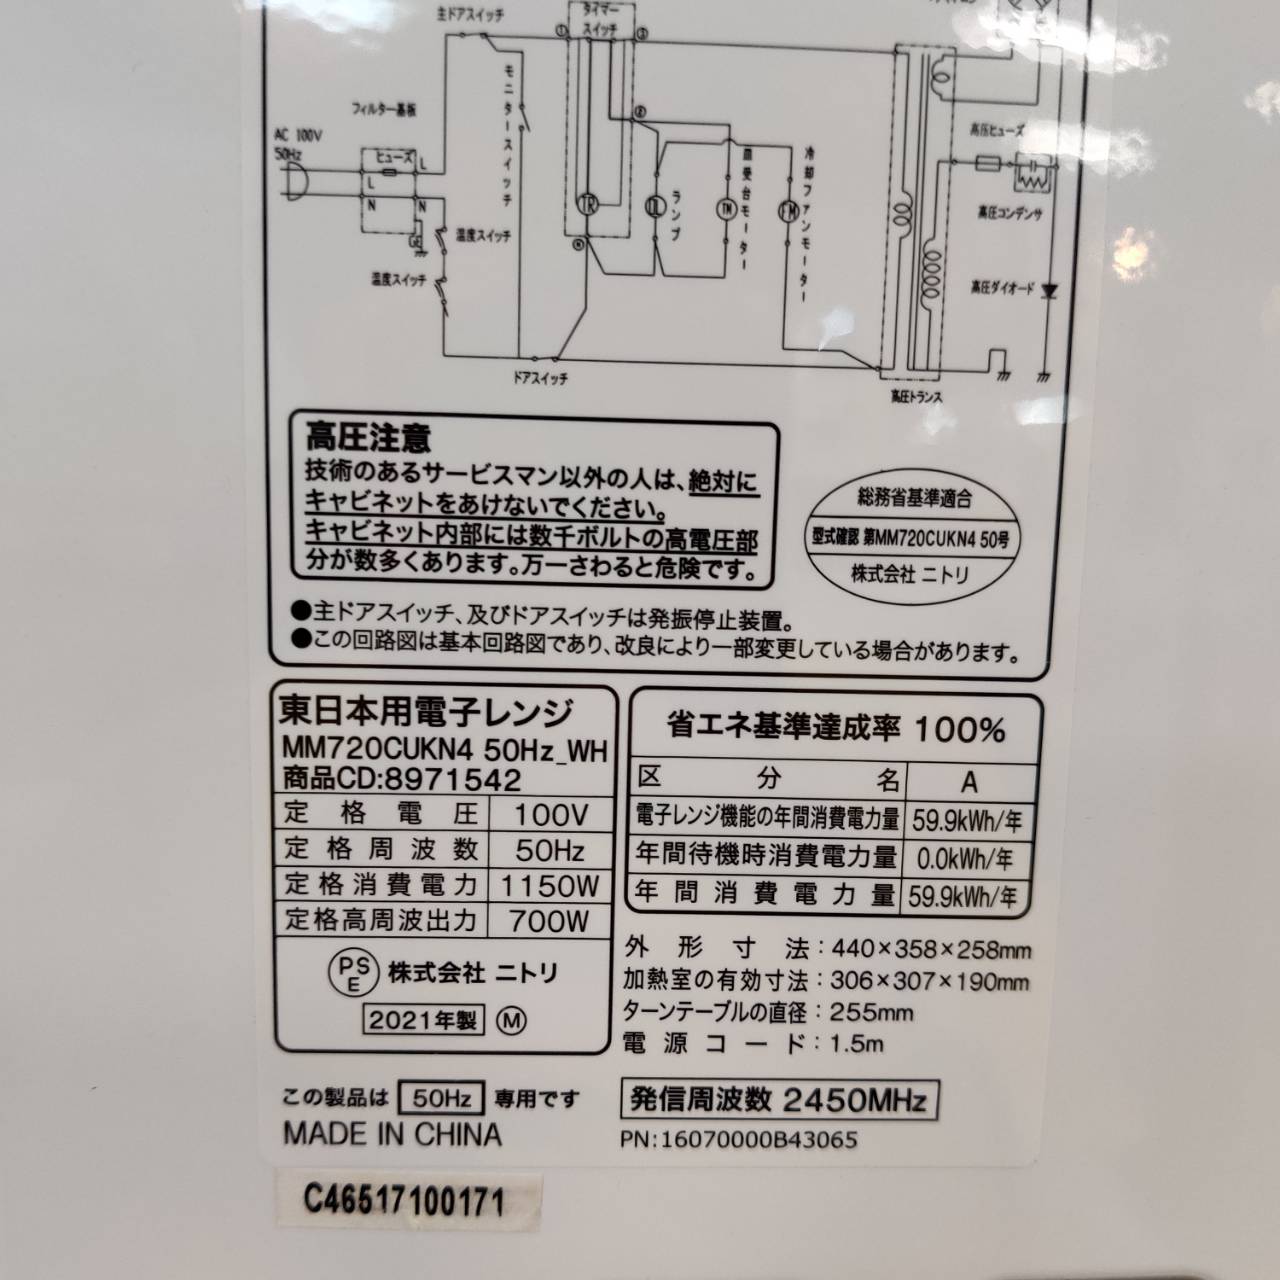 主ドアスイッチ
タイマー
スイッチ
① ③
モニタースイッチ
フィルター基板
AC 100V
50Hz
ヒューズ
L
L
N
N
GE
温度スイッチ
温度スイッチ
②
TR
DL
ランプ
TM
皿受台モーター
FM
冷却ファンモーター
④
高圧ヒューズ
高圧コンデンサ
高圧ダイオード
ドアスイッチ
高圧トランス
高圧注意
技術のあるサービスマン以外の人は、絶対に
キャビネットをあけないでください。
キャビネット内部には数千ボルトの高電圧部
分が数多くあります。万一さわると危険です。
総務省基準適合
型式確認 第MM720CUKN4 50号
株式会社 ニトリ
●主ドアスイッチ、及びドアスイッチは発振停止装置。
●この回路図は基本回路図であり、改良により一部変更している場合があります。
東日本用電子レンジ
MM720CUKN4 50Hz_WH
商品CD:8971542
定格電圧 100V
定格周波数 50Hz
定格消費電力 1150W
定格高周波出力 700W
PSE 株式会社 ニトリ
2021年製 M
省エネ基準達成率 100%
区分名 A
電子レンジ機能の年間消費電力量 59.9kWh/年
年間待機時消費電力量 0.0kWh/年
年間消費電力量 59.9kWh/年
外形寸法：440×358×258mm
加熱室の有効寸法：306×307×190mm
ターンテーブルの直径：255mm
電源コード：1.5m
この製品は 50Hz 専用です
MADE IN CHINA
発信周波数 2450MHz
PN:16070000B43065
C46517100171